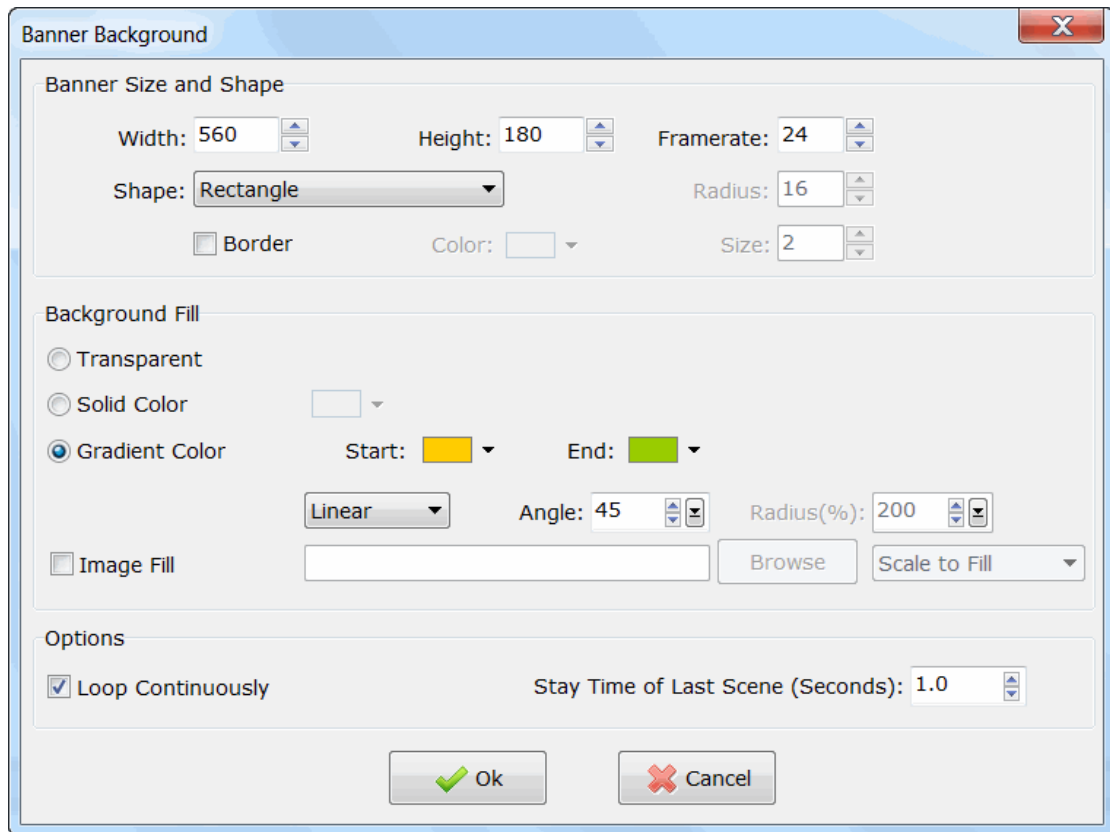 Banner Background
Banner Size and Shape
Width: 560 Height: 180 Framerate: 24
Shape: Rectangle Radius: 16
Border Color: Size: 2
Background Fill
Transparent
Solid Color
Gradient Color Start: End:
Linear Angle: 45 Radius(%): 200
Image Fill Browse Scale to Fill
Options
Loop Continuously Stay Time of Last Scene (Seconds): 1.0
Ok Cancel